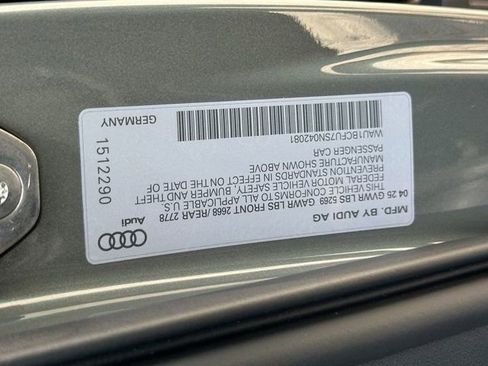 MFD. BY AUDI AG
04 25 GVWR LBS 5269 GAWR LBS FRONT 2668 /REAR 2778
THIS VEHICLE CONFORMS TO ALL APPLICABLE U.S.
FEDERAL MOTOR VEHICLE SAFETY, BUMPER AND THEFT
PREVENTION STANDARDS IN EFFECT ON THE DATE OF
MANUFACTURE SHOWN ABOVE
PASSENGER CAR
WAU1BCFU7SN042081
GERMANY
1512290
Audi